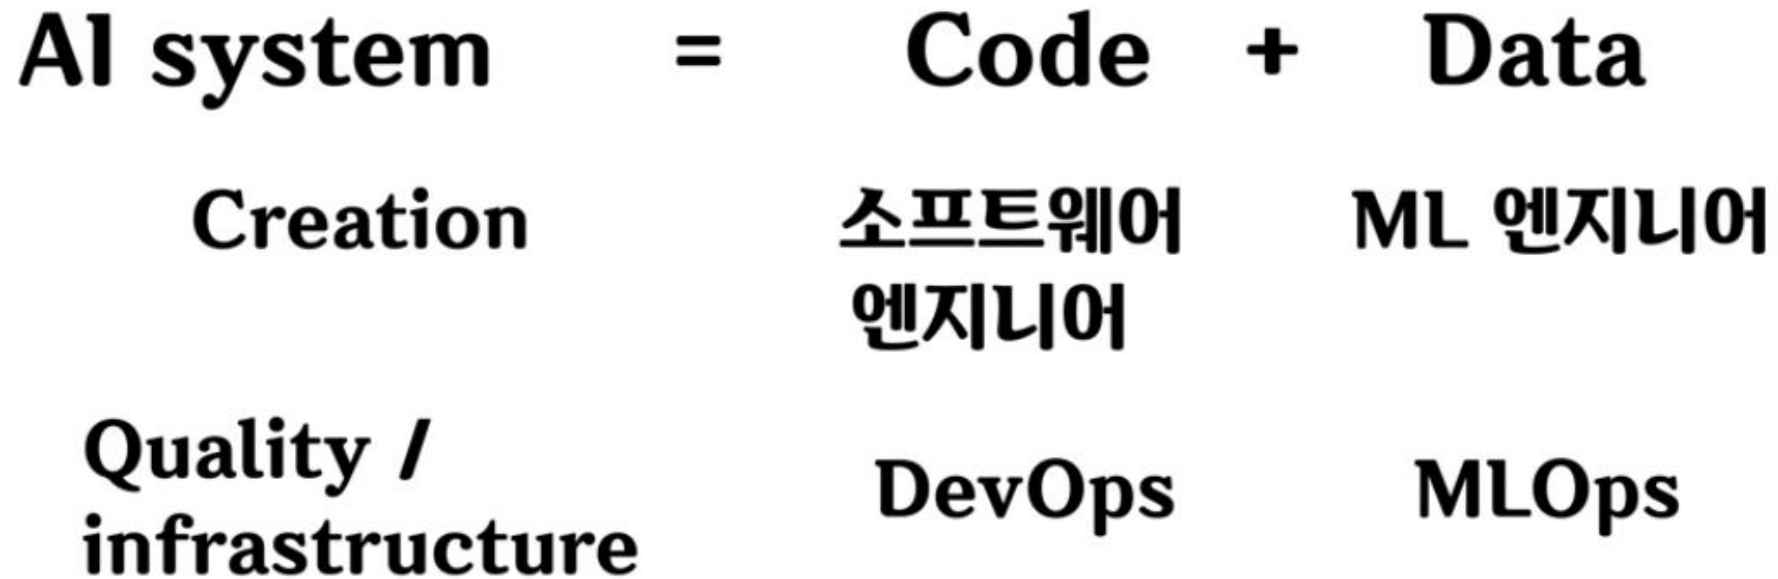 AI system = Code + Data
Creation 소프트웨어 ML 엔지니어
엔지니어
Quality /
DevOps MLOps
infrastructure